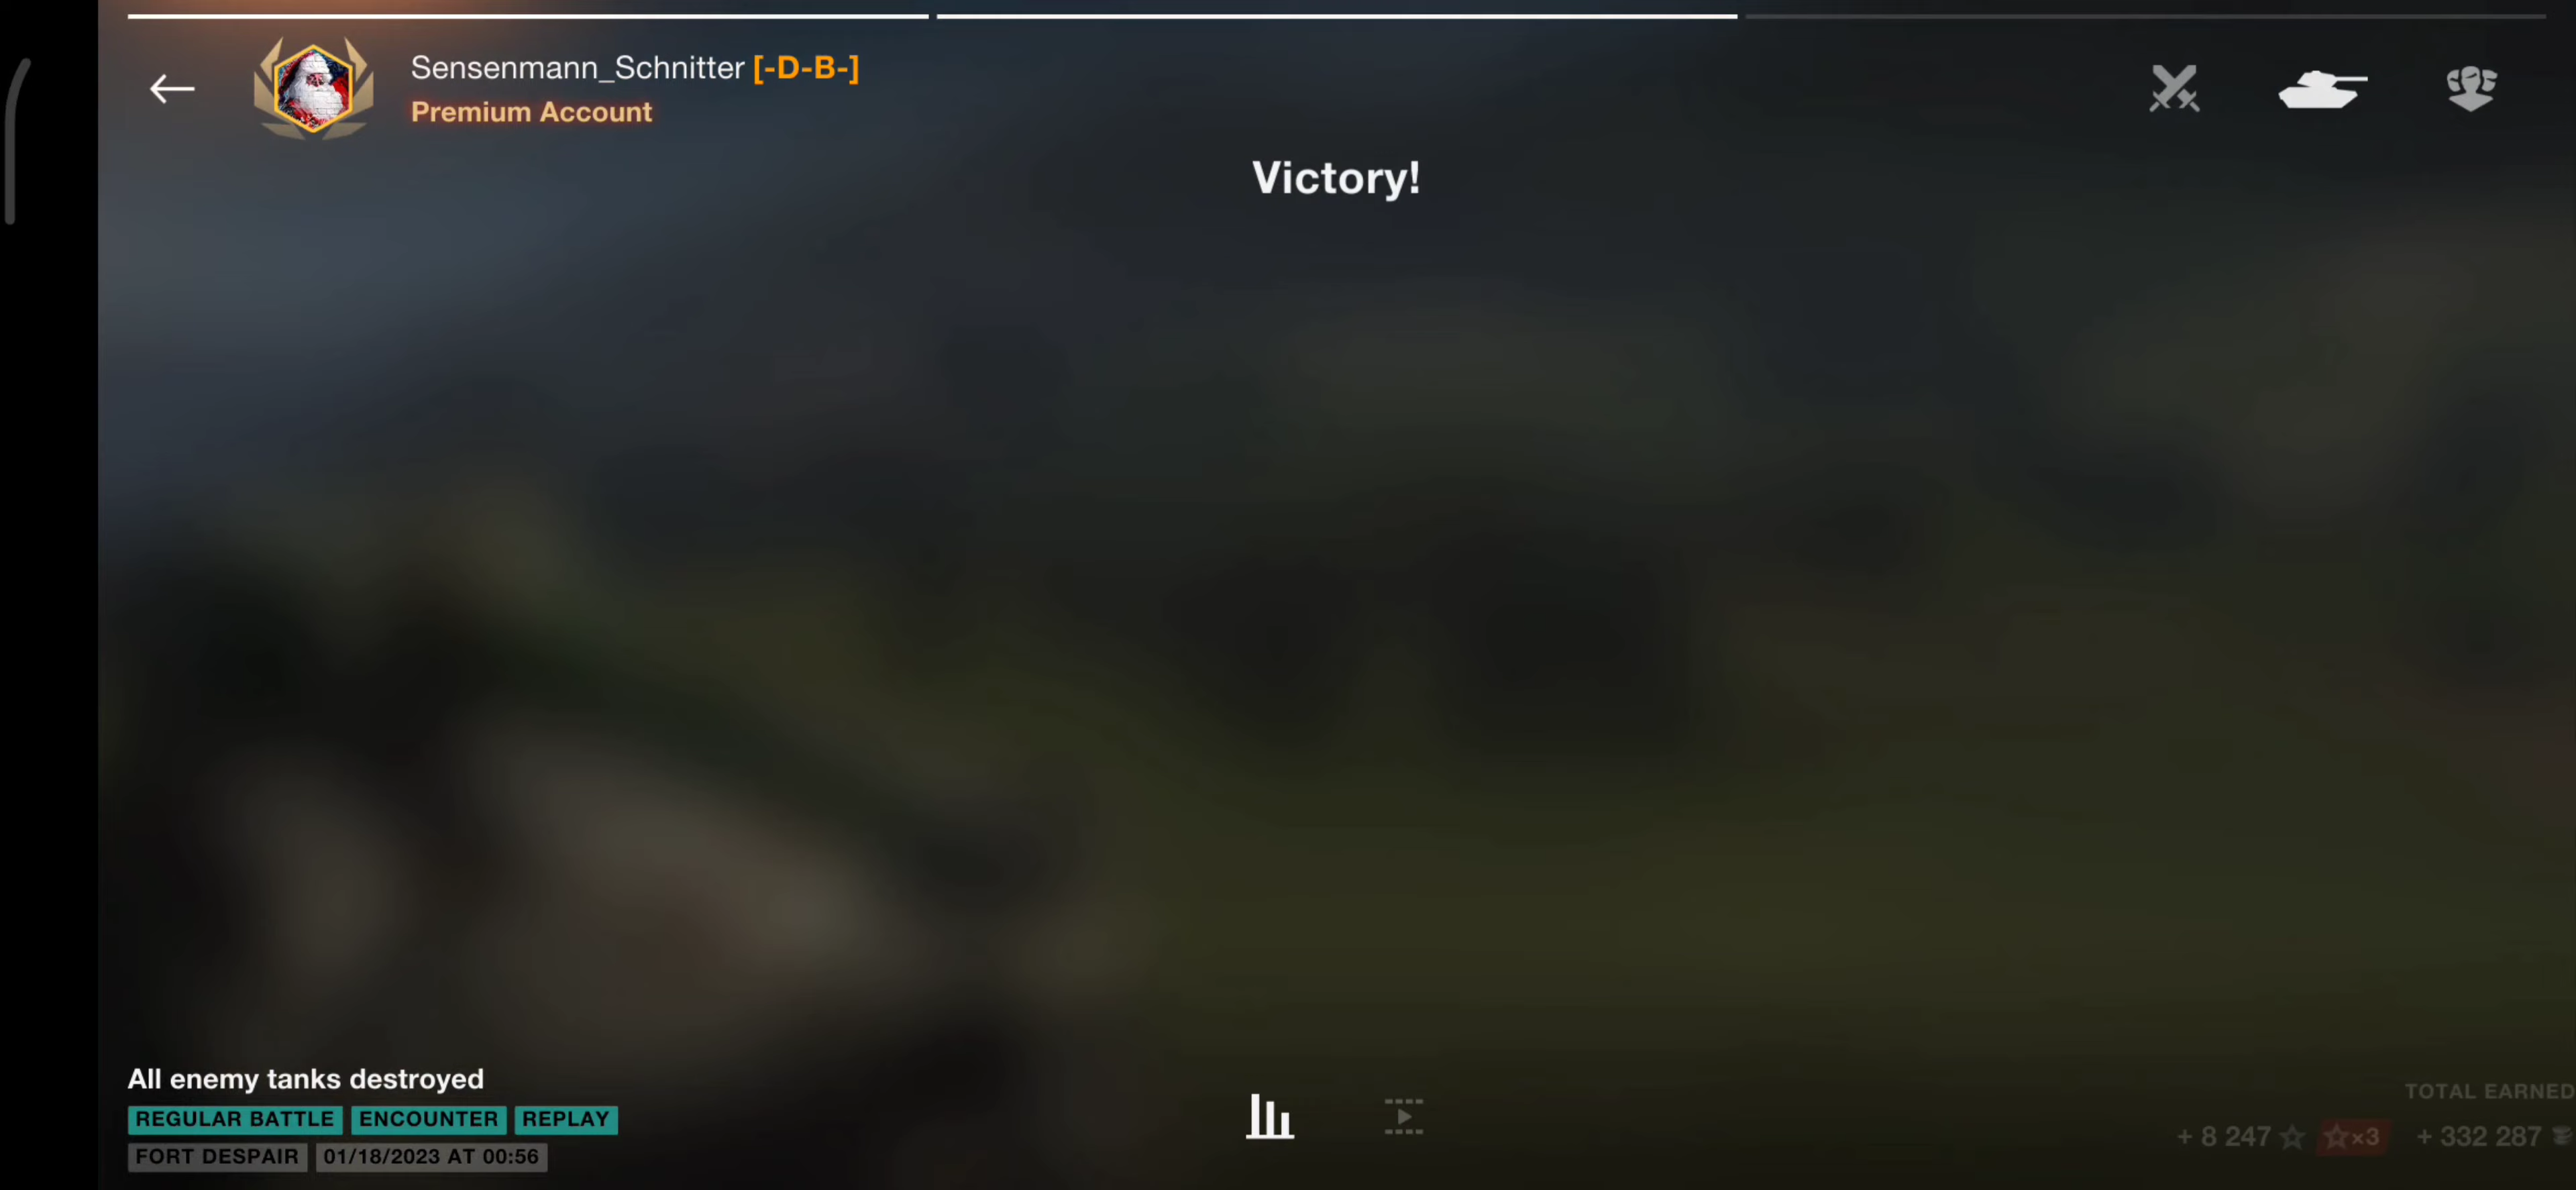 Sensenmann_Schnitter [-D-B-]
Premium Account
Victory!
All enemy tanks destroyed
REGULAR BATTLE ENCOUNTER REPLAY
FORT DESPAIR 01/18/2023 AT 00:56
TOTAL EARNED
+ 8 247 ×3 + 332 287